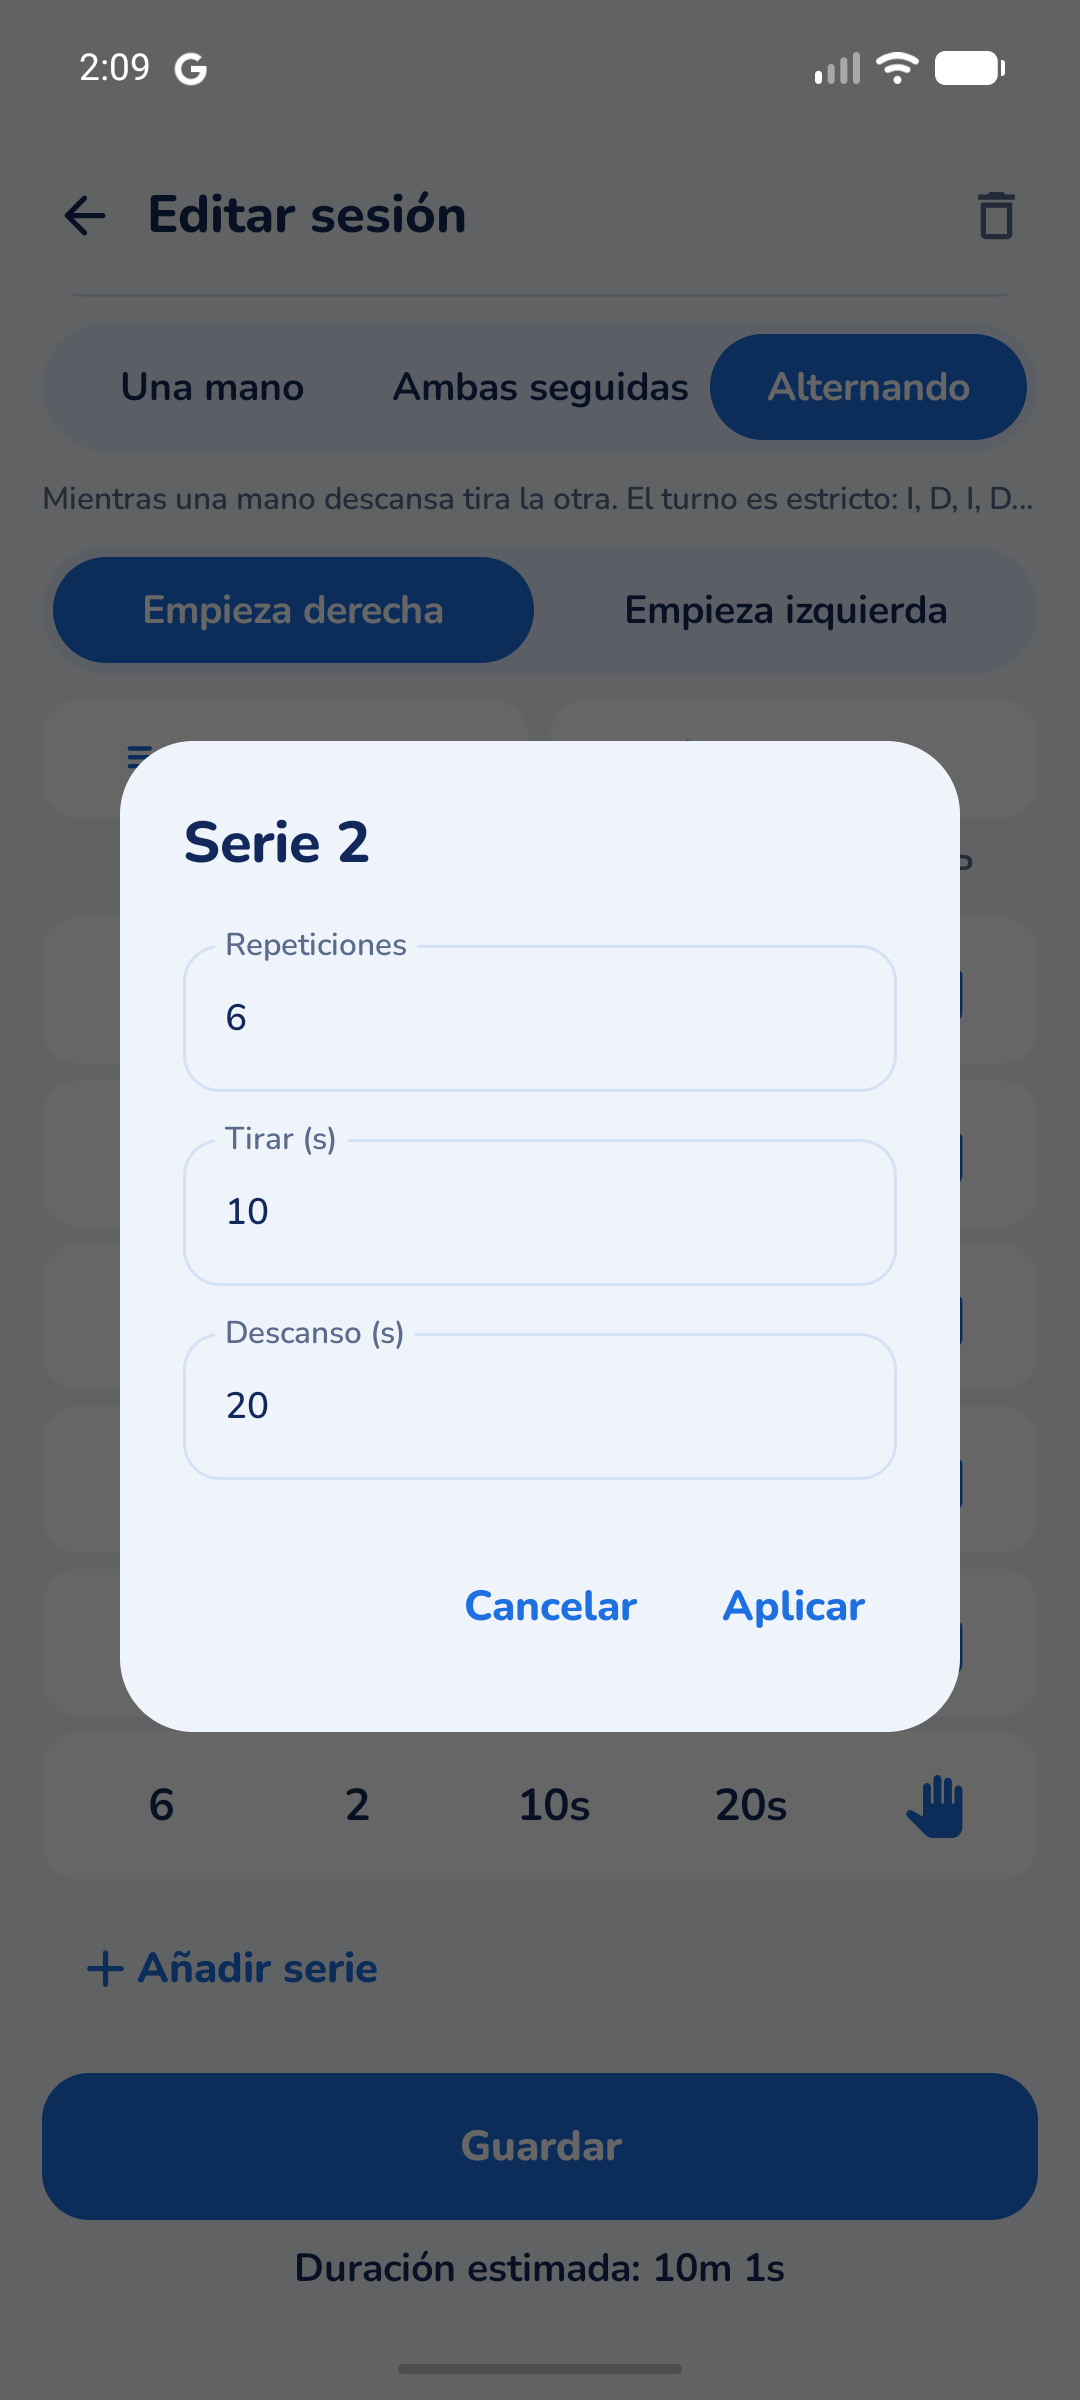 2:09
Editar sesión
Una mano Ambas seguidas Alternando
Mientras una mano descansa tira la otra. El turno es estricto: I, D, I, D...
Empieza derecha Empieza izquierda
Serie 2
Repeticiones
6
Tirar (s)
10
Descanso (s)
20
Cancelar Aplicar
6 2 10s 20s
Añadir serie
Guardar
Duración estimada: 10m 1s